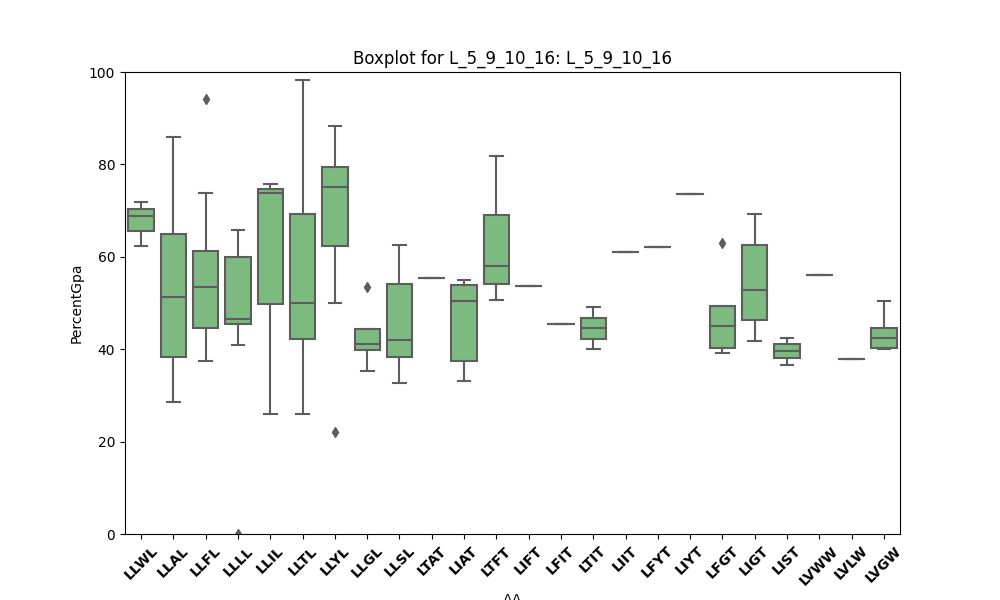 Boxplot for L_5_9_10_16: L_5_9_10_16
100
80
60
40
20
0
PercentGpa
LLWL LLAL LLFL LLLL LLIL LLTL LLYL LLGL LLSL LTAT LIAT LTFT LIFT LFIT LTIT LIIT LFYT LIYT LFGT LIGT LIST LVWW LVLW LVGW
AA